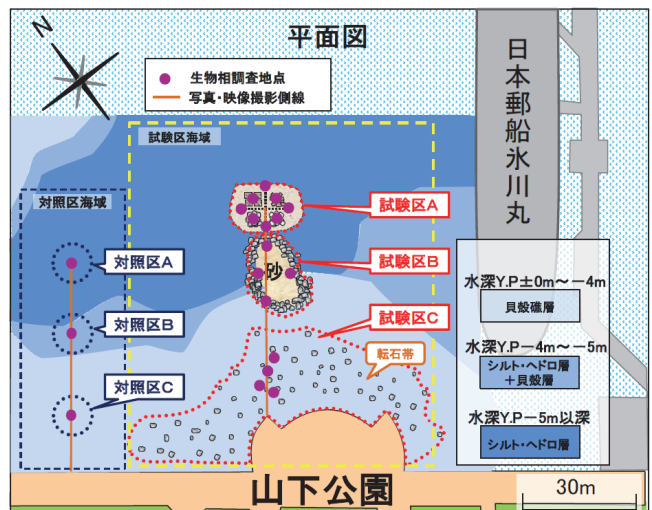 N
平面図
生物相調査地点
写真・映像撮影側線
日本郵船氷川丸
試験区海域
対照区海域
試験区A
対照区A
試験区B
砂
対照区B
試験区C
転石帯
対照区C
水深Y.P±0m～－4m
貝殻礁層
水深Y.P－4m～－5m
シルト・ヘドロ層
＋貝殻層
水深Y.P－5m以深
シルト・ヘドロ層
山下公園
30m